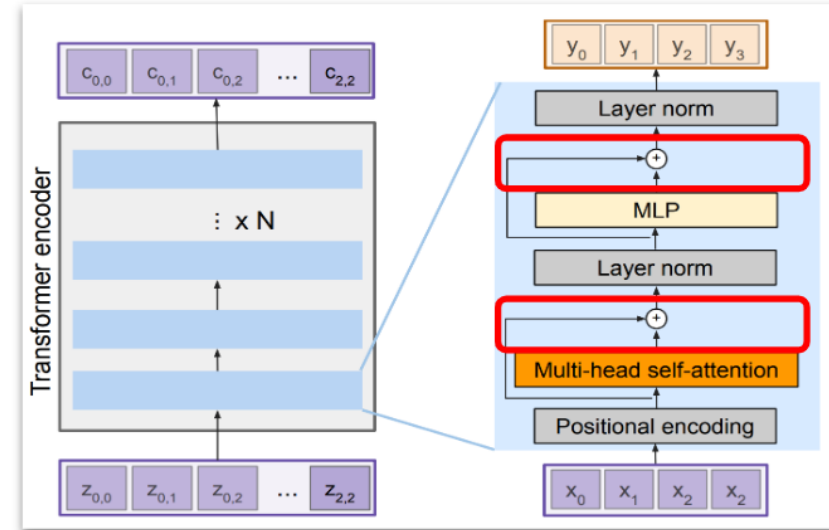 c0,0 c0,1 c0,2 ... c2,2
Transformer encoder
⋮ x N
z0,0 z0,1 z0,2 ... z2,2
y0 y1 y2 y3
Layer norm
+
MLP
Layer norm
+
Multi-head self-attention
Positional encoding
x0 x1 x2 x2